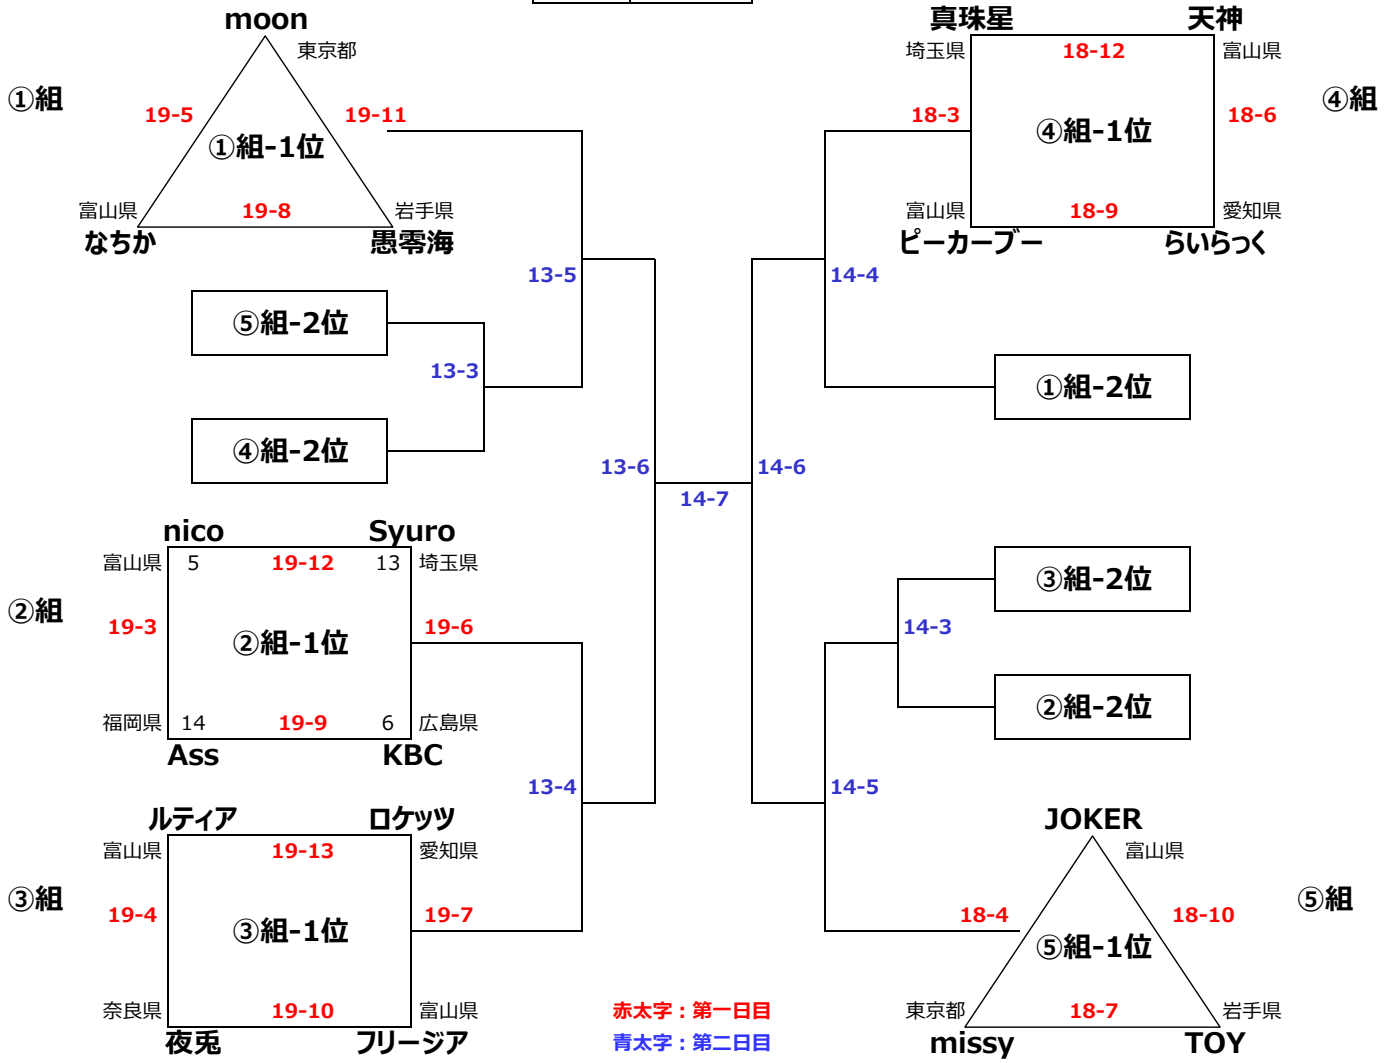 moon
東京都
①組
19-5
19-11
①組-1位
富山県
19-8
岩手県
なちか
愚零海
真珠星
天神
埼玉県
18-12
富山県
④組
18-3
④組-1位
18-6
富山県
18-9
愛知県
ピーカーブー
らいらっく
13-5
14-4
⑤組-2位
13-3
④組-2位
①組-2位
13-6
14-6
14-7
nico
Syuro
富山県
5
19-12
13
埼玉県
②組
19-3
②組-1位
19-6
福岡県
14
19-9
6
広島県
Ass
KBC
③組-2位
14-3
②組-2位
13-4
14-5
ルティア
ロケッツ
富山県
19-13
愛知県
③組
19-4
③組-1位
19-7
奈良県
19-10
富山県
夜兎
フリージア
JOKER
富山県
⑤組
18-4
18-10
⑤組-1位
東京都
18-7
岩手県
missy
TOY
赤太字：第一日目
青太字：第二日目